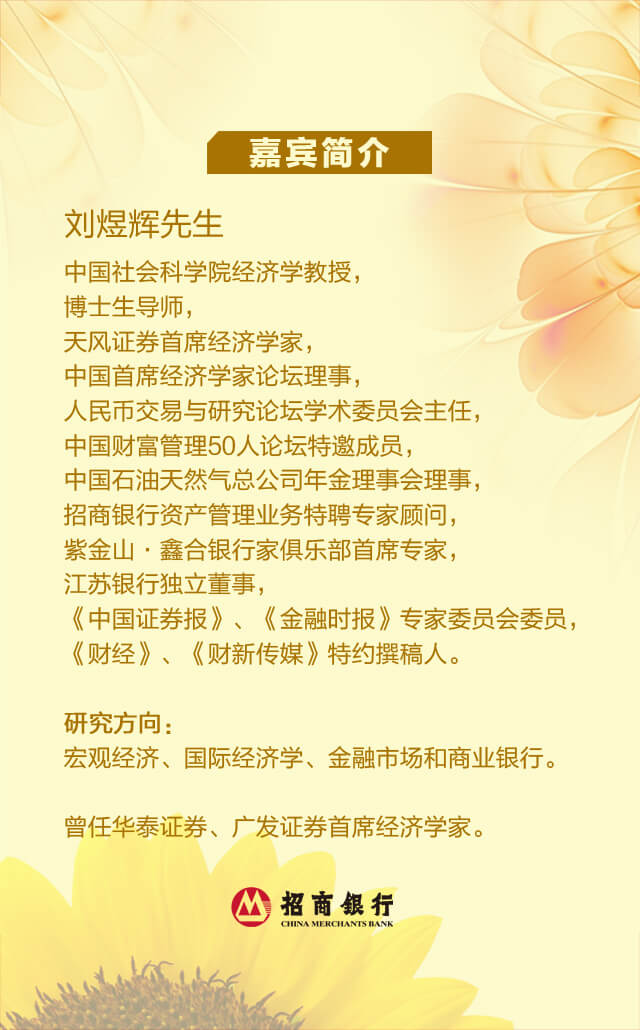 嘉宾简介
刘煜辉先生
中国社会科学院经济学教授，
博士生导师，
天风证券首席经济学家，
中国首席经济学家论坛理事，
人民币交易与研究论坛学术委员会主任，
中国财富管理50人论坛特邀成员，
中国石油天然气总公司年金理事会理事，
招商银行资产管理业务特聘专家顾问，
紫金山·鑫合银行家俱乐部首席专家，
江苏银行独立董事，
《中国证券报》、《金融时报》专家委员会委员，
《财经》、《财新传媒》特约撰稿人。
研究方向：
宏观经济、国际经济学、金融市场和商业银行。
曾任华泰证券、广发证券首席经济学家。
招商银行
CHINA MERCHANTS BANK